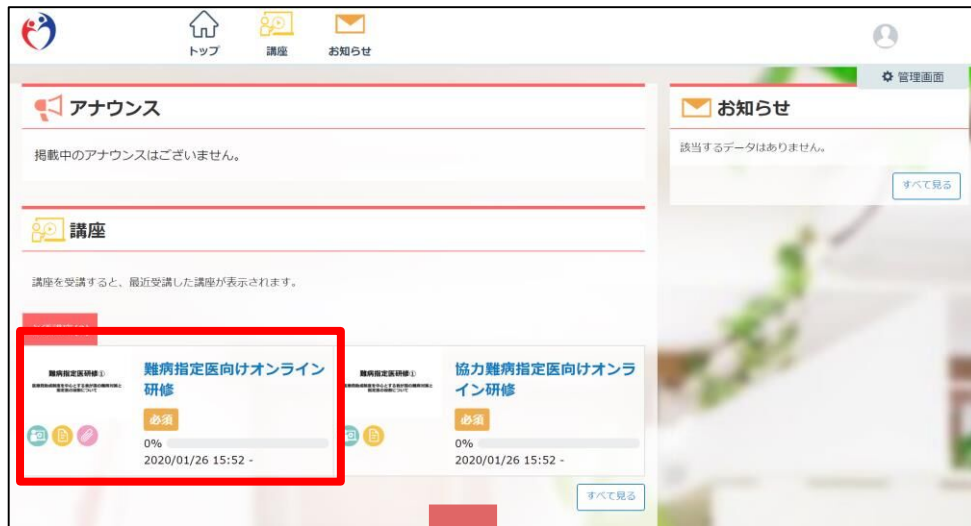 トップ
講座
お知らせ
管理画面
アナウンス
掲載中のアナウンスはございません。
お知らせ
該当するデータはありません。
すべて見る
講座
講座を受講すると、最近受講した講座が表示されます。
難病指定医研修①
難病指定医向けオンライン
研修
必須
0%
2020/01/26 15:52 -
難病指定医研修①
協力難病指定医向けオンラ
イン研修
必須
0%
2020/01/26 15:52 -
すべて見る